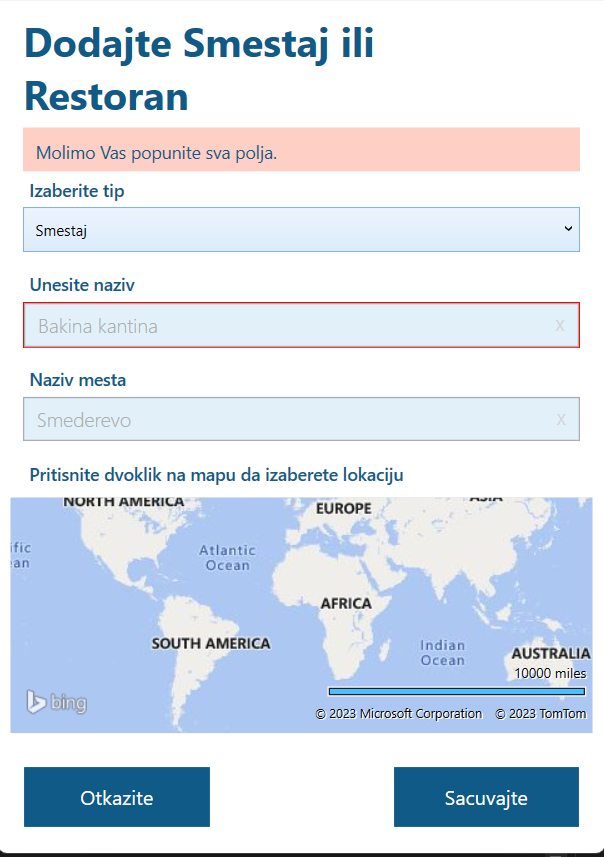 Dodajte Smestaj ili
Restoran
Molimo Vas popunite sva polja.
Izaberite tip
Smestaj
Unesite naziv
Bakina kantina
X
Naziv mesta
Smederevo
X
Pritisnite dvoklik na mapu da izaberete lokaciju
NORTH AMERICA
EUROPE
ASIA
Atlantic
Ocean
AFRICA
SOUTH AMERICA
Indian
Ocean
AUSTRALIA
10000 miles
bing
© 2023 Microsoft Corporation © 2023 TomTom
Otkazite
Sacuvajte